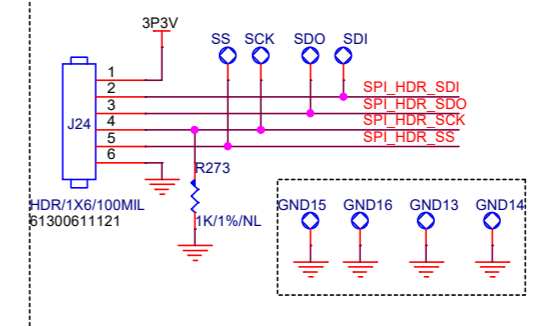 3P3V
SS SCK SDO SDI
1
2
3
4
5
6
J24
SPI_HDR_SDI
SPI_HDR_SDO
SPI_HDR_SCK
SPI_HDR_SS
R273
1K/1%/NL
HDR/1X6/100MIL
61300611121
GND15 GND16 GND13 GND14